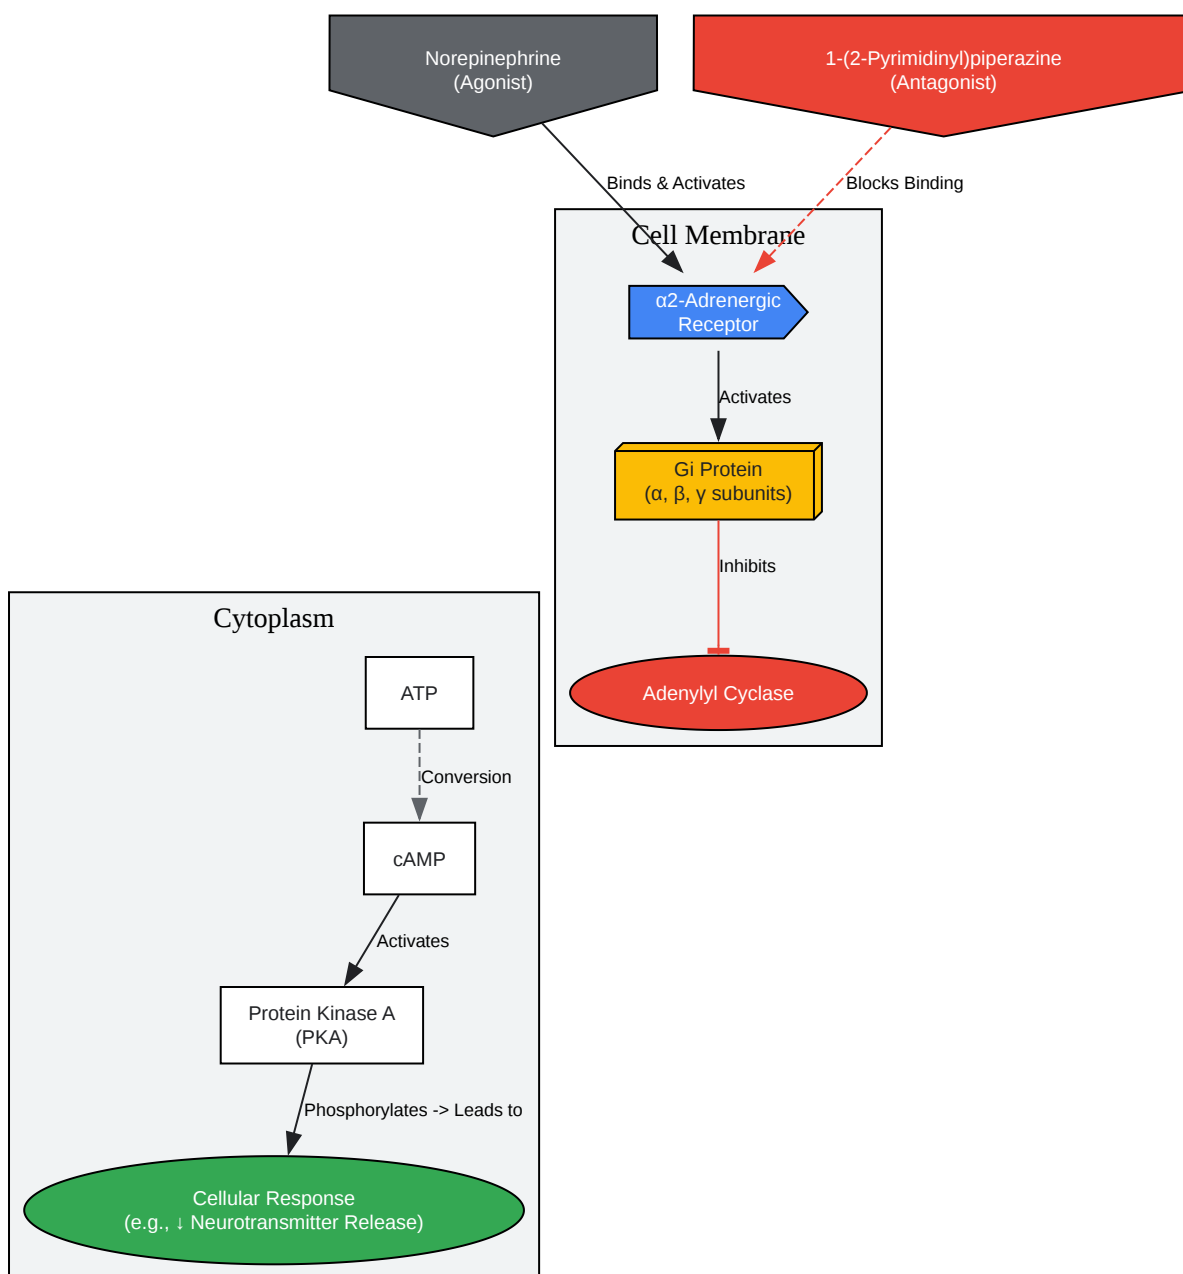 Norepinephrine
(Agonist)
1-(2-Pyrimidinyl)piperazine
(Antagonist)
Binds & Activates
Blocks Binding
Cell Membrane
α2-Adrenergic
Receptor
Activates
Gi Protein
(α, β, γ subunits)
Inhibits
Adenylyl Cyclase
Cytoplasm
ATP
Conversion
cAMP
Activates
Protein Kinase A
(PKA)
Phosphorylates -> Leads to
Cellular Response
(e.g., ↓ Neurotransmitter Release)